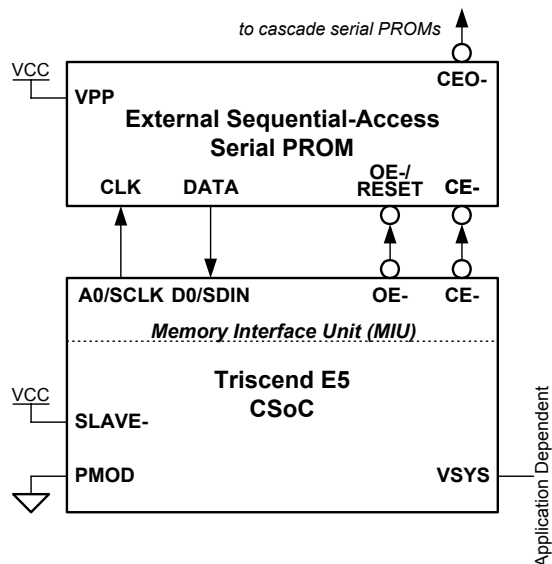 to cascade serial PROMs
VCC
CEO-
VPP
External Sequential-Access
Serial PROM
OE-/
CLK DATA RESET CE-
A0/SCLK D0/SDIN OE- CE-
Memory Interface Unit (MIU)
Triscend E5
CSoC
VCC
SLAVE-
PMOD
VSYS
Application Dependent